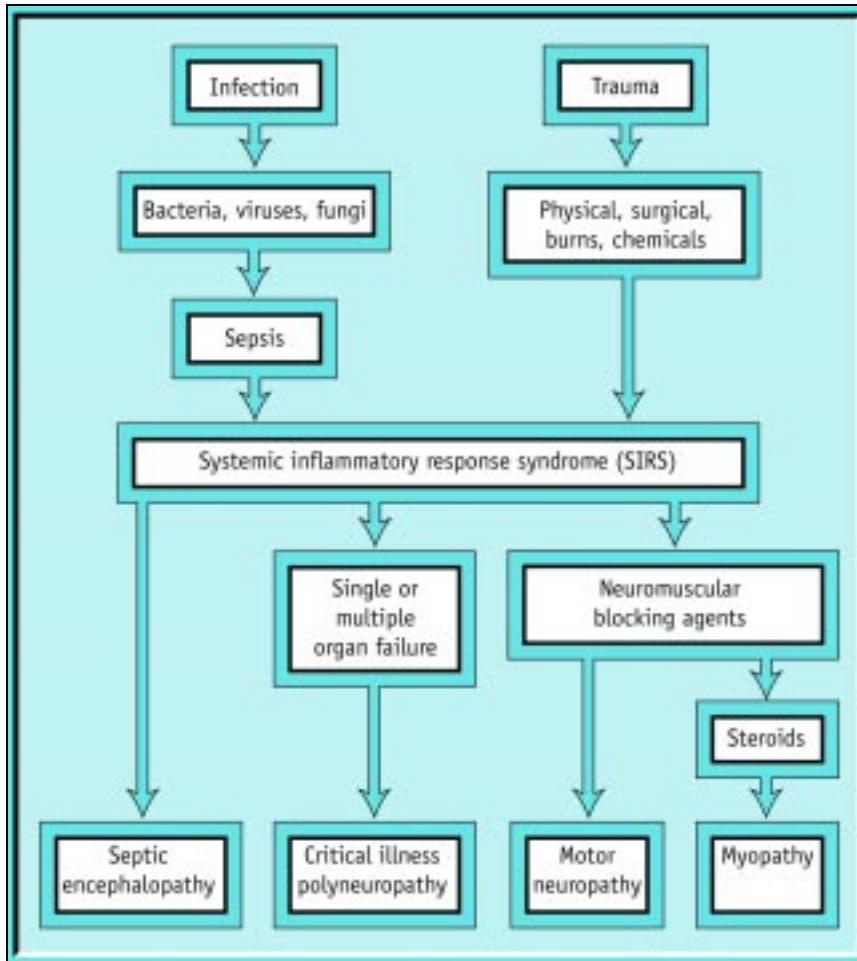 Infection
Trauma
Bacteria, viruses, fungi
Physical, surgical,
burns, chemicals
Sepsis
Systemic inflammatory response syndrome (SIRS)
Single or
multiple
organ failure
Neuromuscular
blocking agents
Steroids
Septic
encephalopathy
Critical illness
polyneuropathy
Motor
neuropathy
Myopathy